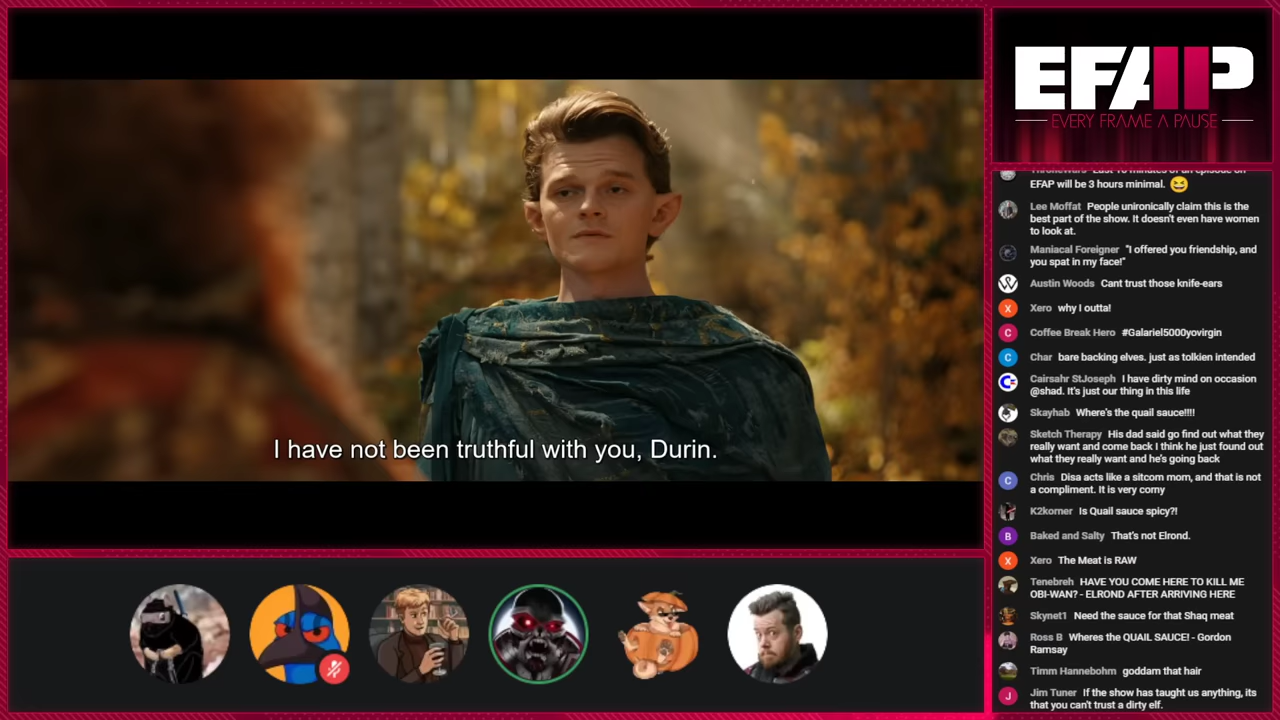 EFAP
EVERY FRAME A PAUSE
I have not been truthful with you, Durin.
EFAP will be 3 hours minimal.
Lee Moffat People unironically claim this is the
best part of the show. It doesn't even have women
to look at.
Maniacal Foreigner "I offered you friendship, and
you spat in my face!"
Austin Woods Cant trust those knife-ears
X Xero why I outta!
C Coffee Break Hero #Galariel5000yovirgin
C Char bare backing elves. just as tolkien intended
Cairsahr StJoseph I have dirty mind on occasion
@shad. It's just our thing in this life
Skayhab Where's the quail sauce!!!!
Sketch Therapy His dad said go find out what they
really want and come back I think he just found out
what they really want and he's going back
C Chris Disa acts like a sitcom mom, and that is not
a compliment. It is very corny
K2korner Is Quail sauce spicy?!
B Baked and Salty That's not Elrond.
X Xero The Meat is RAW
Tenebreh HAVE YOU COME HERE TO KILL ME
OBI-WAN? - ELROND AFTER ARRIVING HERE
Skynet1 Need the sauce for that Shaq meat
Ross B Wheres the QUAIL SAUCE! - Gordon
Ramsay
Timm Hannebohm goddam that hair
J Jim Tuner If the show has taught us anything, its
that you can't trust a dirty elf.